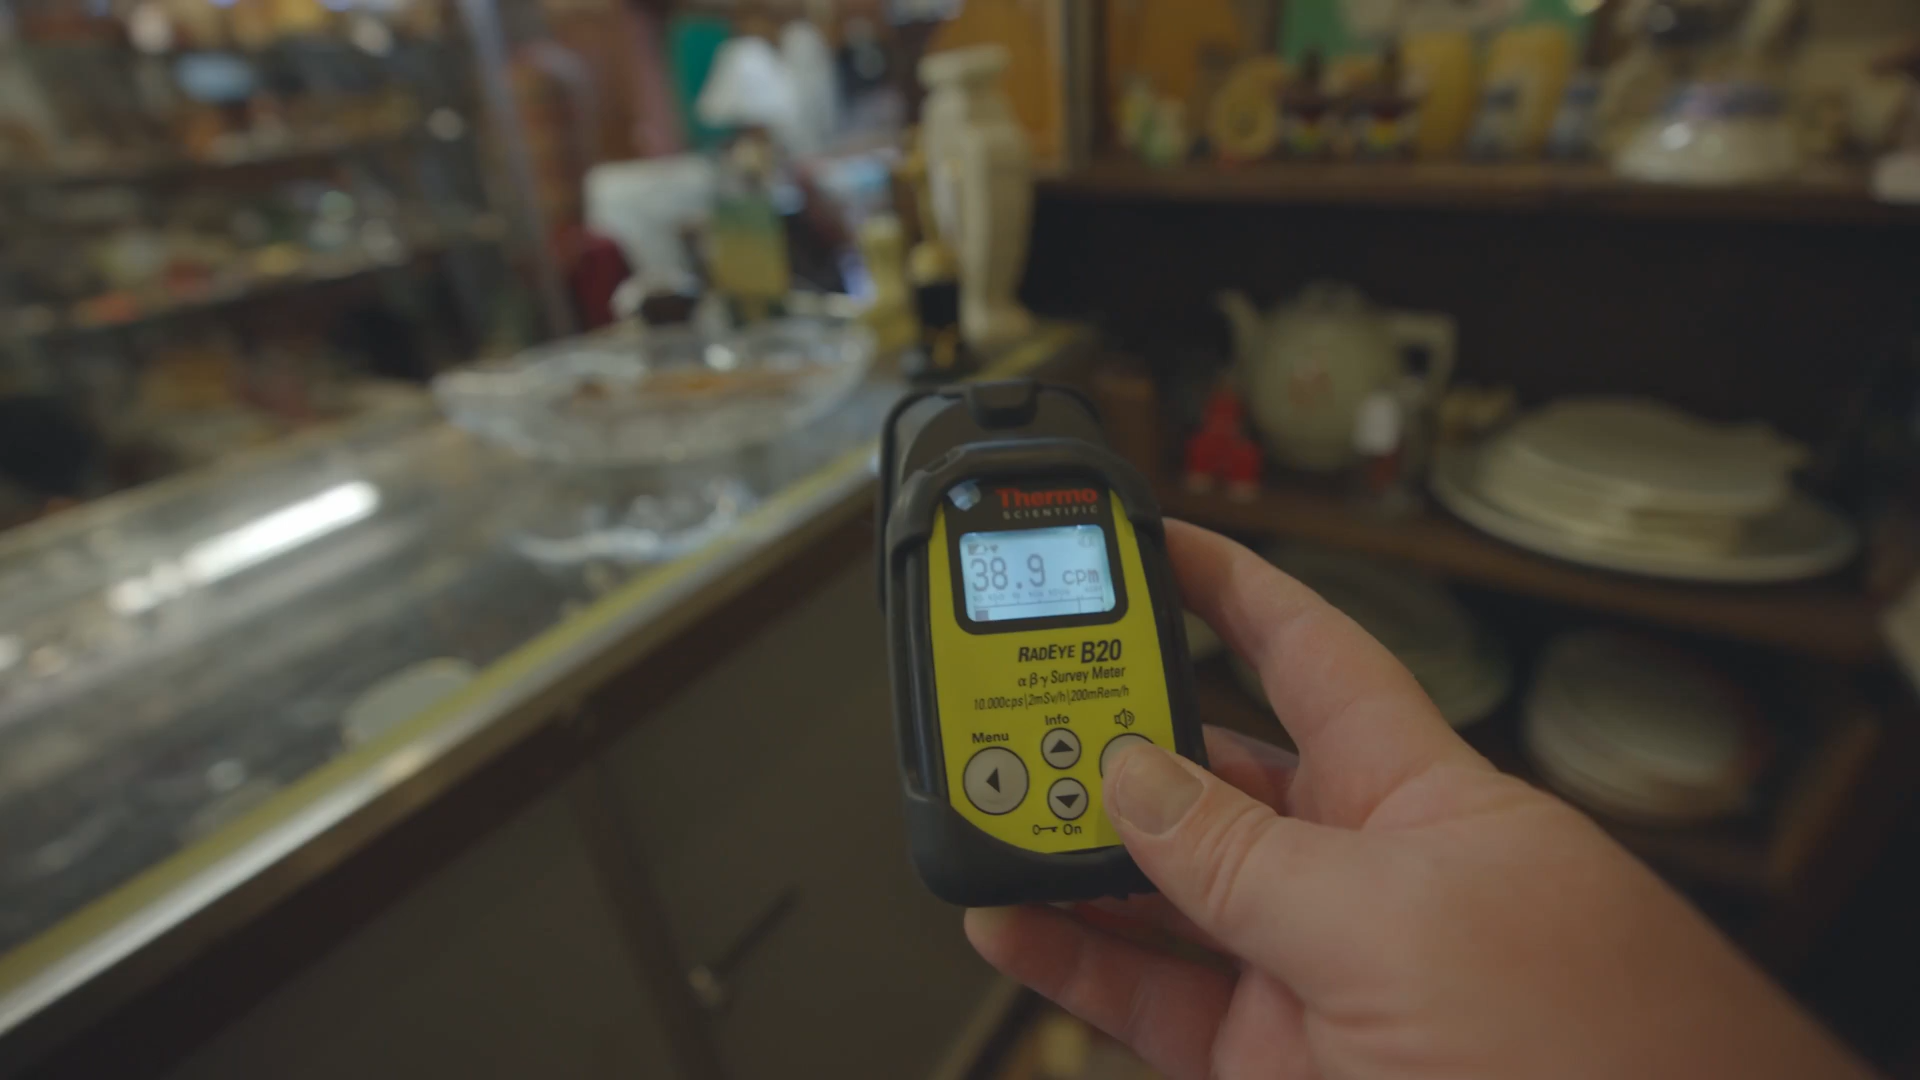 Thermo
SCIENTIFIC
38.9 cpm
RADEYE B20
αβγ Survey Meter
10.000cps|2mSv/h|200mRem/h
Info
Menu
On